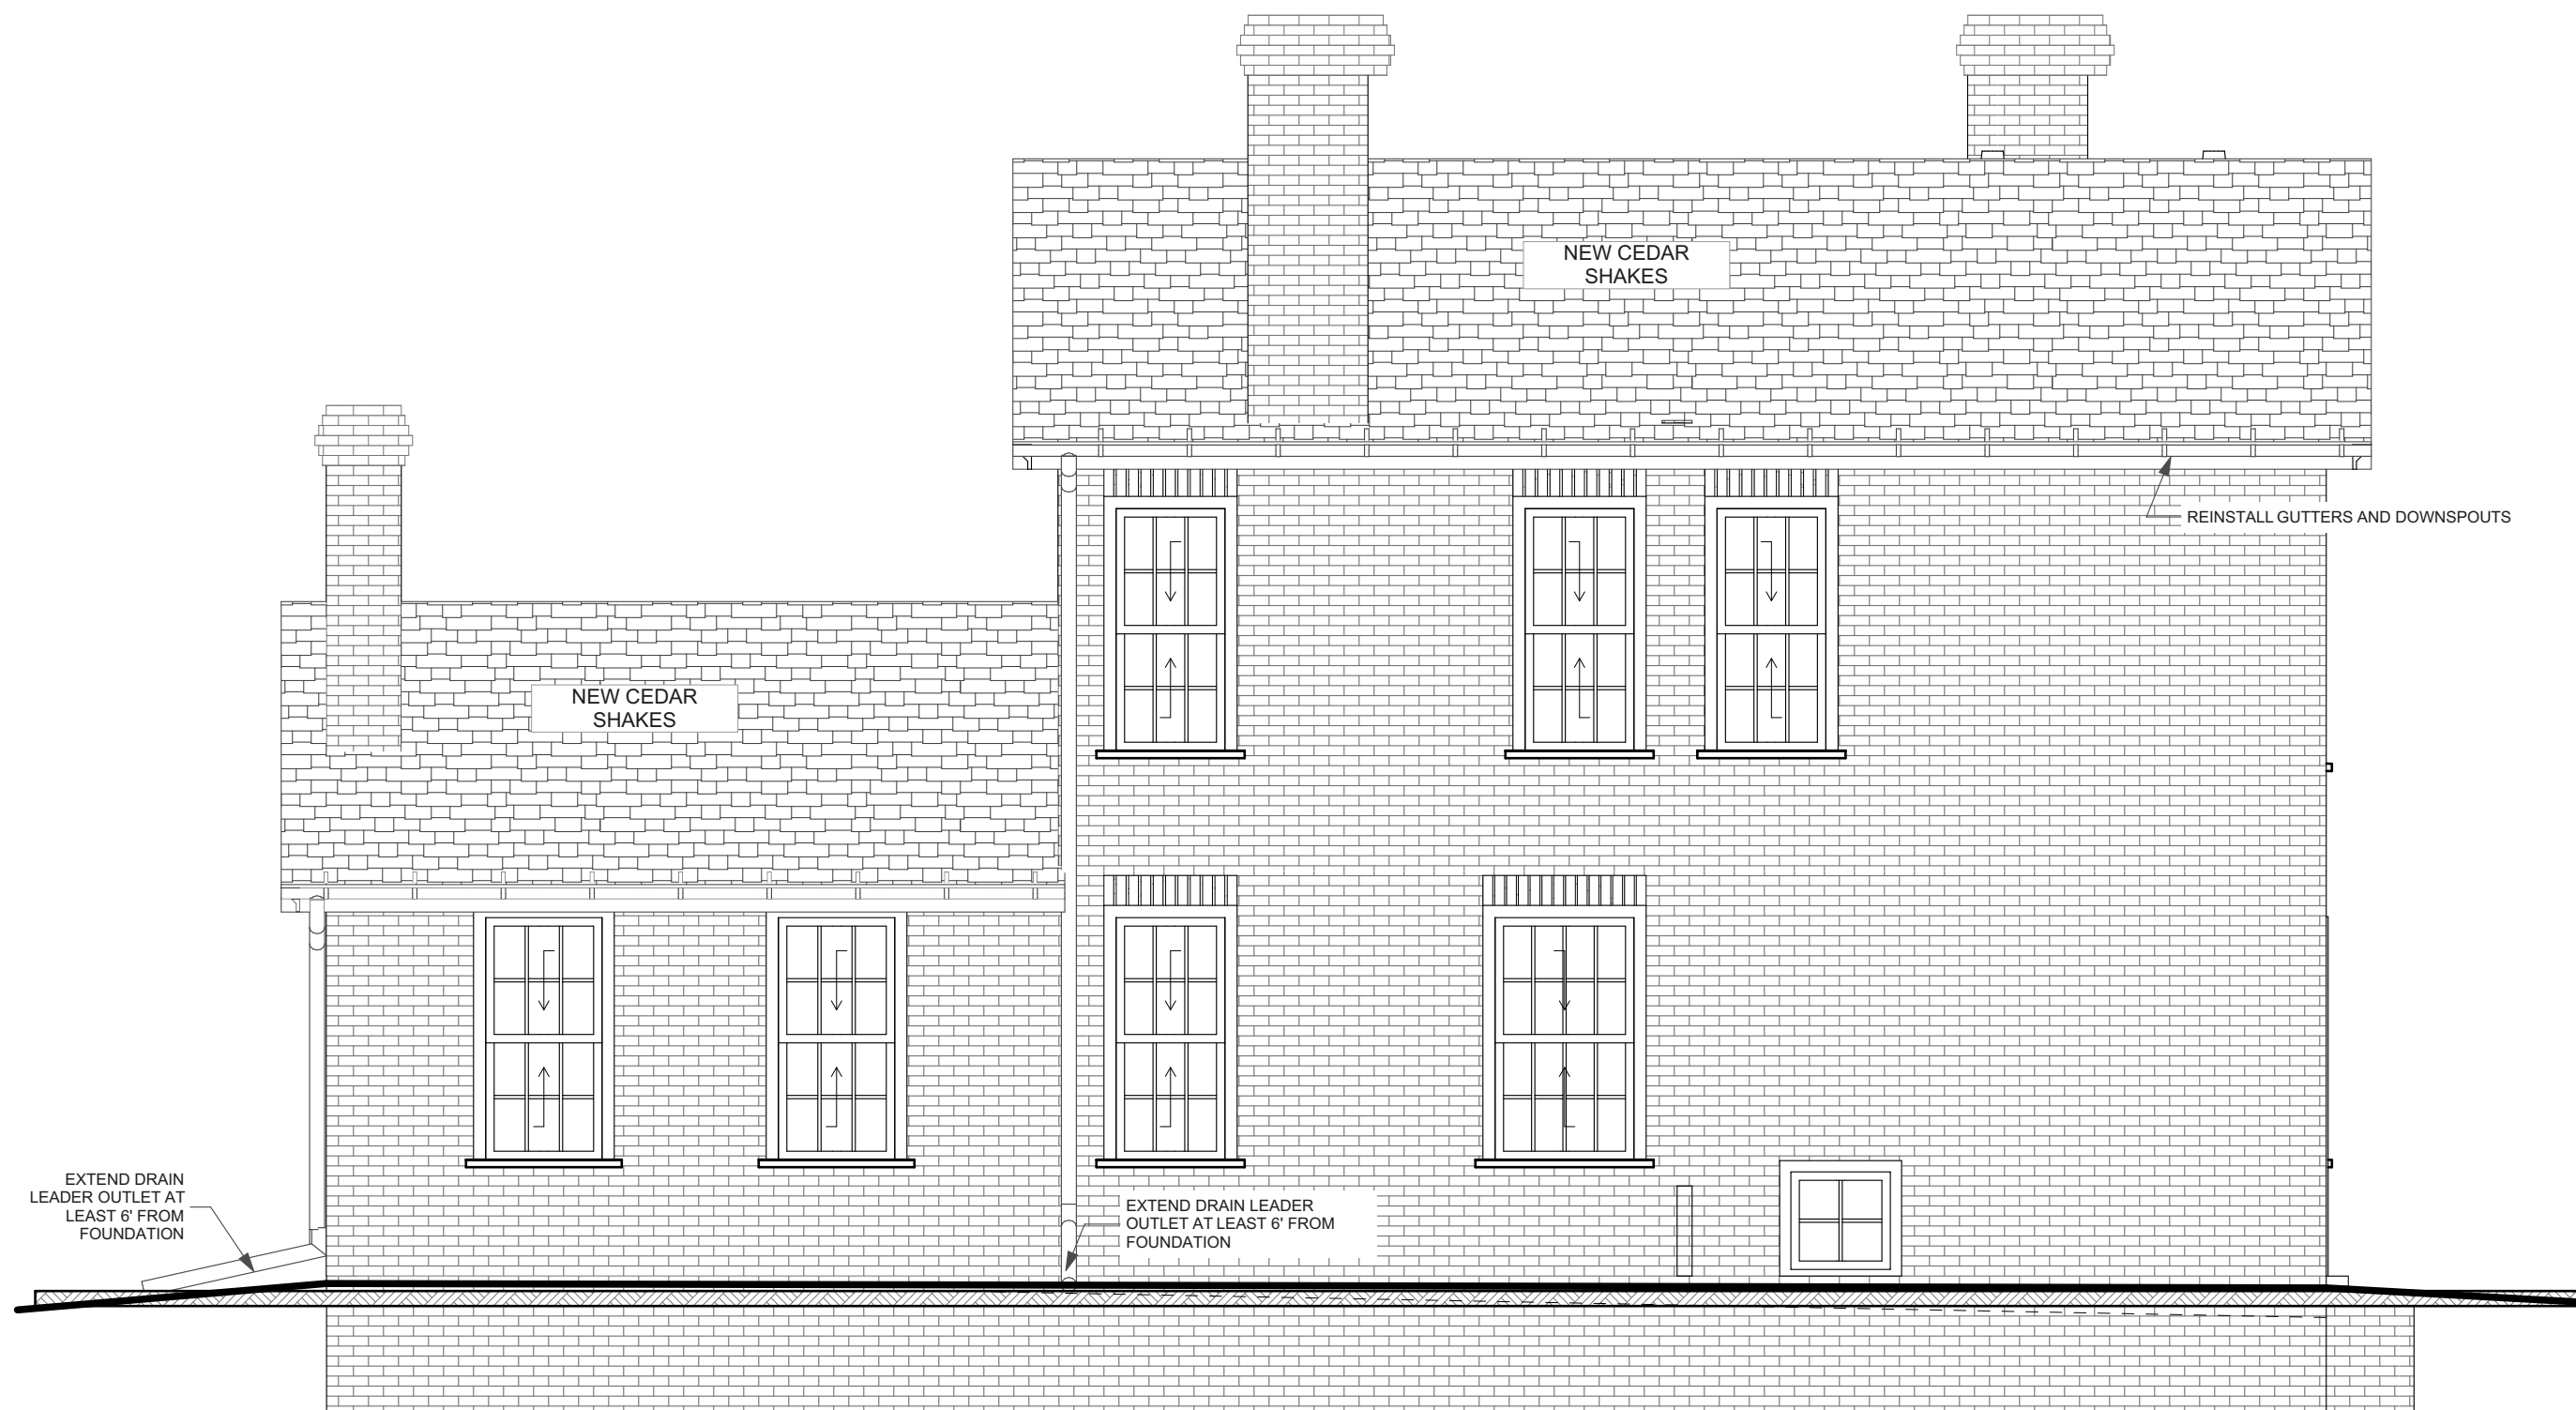 NEW CEDAR
SHAKES
REINSTALL GUTTERS AND DOWNSPOUTS
NEW CEDAR
SHAKES
EXTEND DRAIN
LEADER OUTLET AT
LEAST 6' FROM
FOUNDATION
EXTEND DRAIN LEADER
OUTLET AT LEAST 6' FROM
FOUNDATION